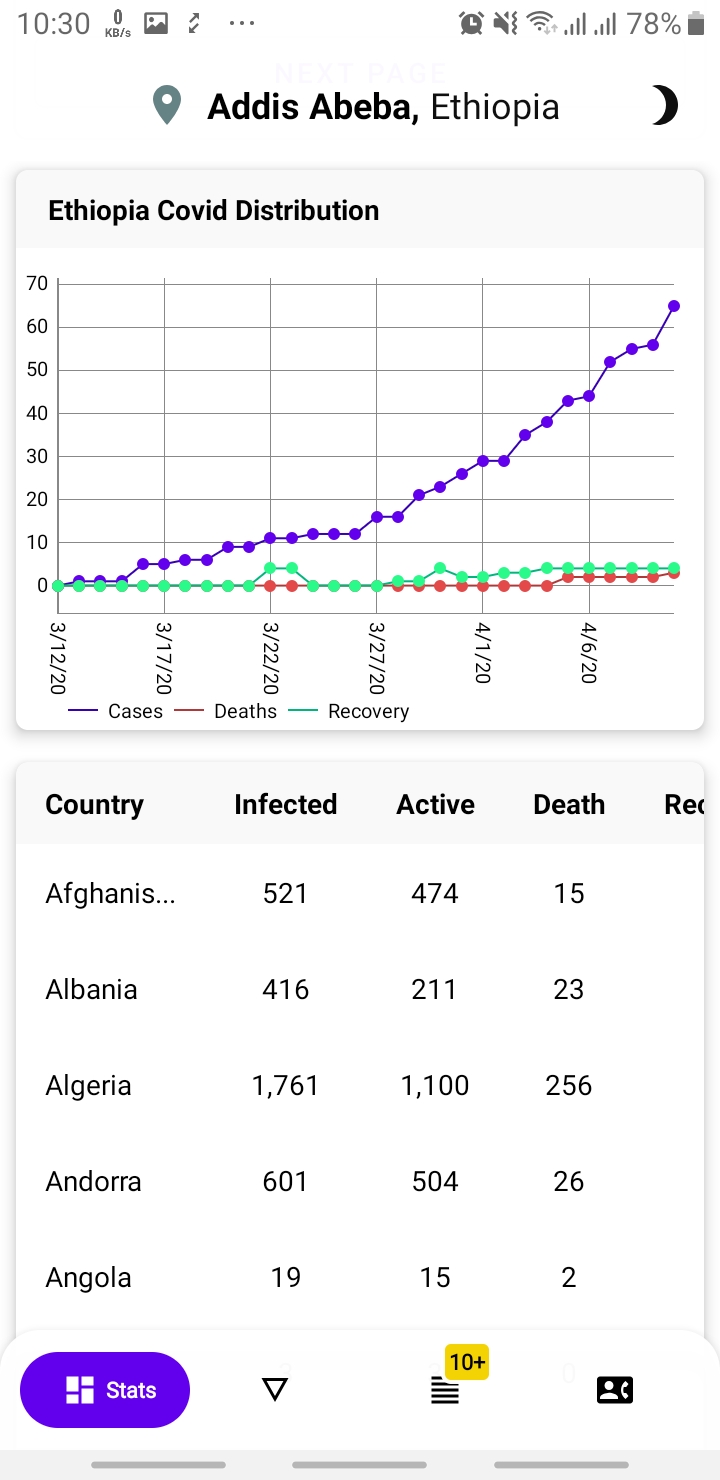 10:30 0 KB/s 78%
NEXT PAGE
Addis Abeba, Ethiopia
Ethiopia Covid Distribution
70
60
50
40
30
20
10
0
3/12/20 3/17/20 3/22/20 3/27/20 4/1/20 4/6/20
Cases Deaths Recovery
Country Infected Active Death Rec
Afghanis... 521 474 15
Albania 416 211 23
Algeria 1,761 1,100 256
Andorra 601 504 26
Angola 19 15 2
10+
Stats